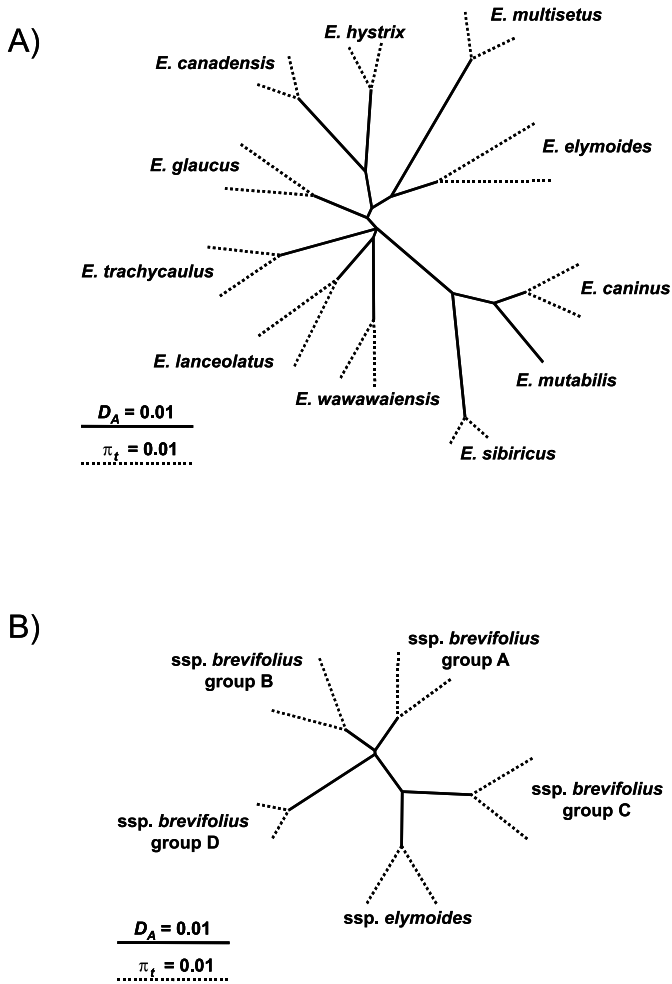 A)
E. multisetus
E. hystrix
E. canadensis
E. elymoides
E. glaucus
E. trachycaulus
E. caninus
E. lanceolatus
E. mutabilis
E. wawawaiensis
E. sibiricus
D_A = 0.01
π_t = 0.01
B)
ssp. brevifolius
group A
ssp. brevifolius
group B
ssp. brevifolius
group C
ssp. brevifolius
group D
ssp. elymoides
D_A = 0.01
π_t = 0.01